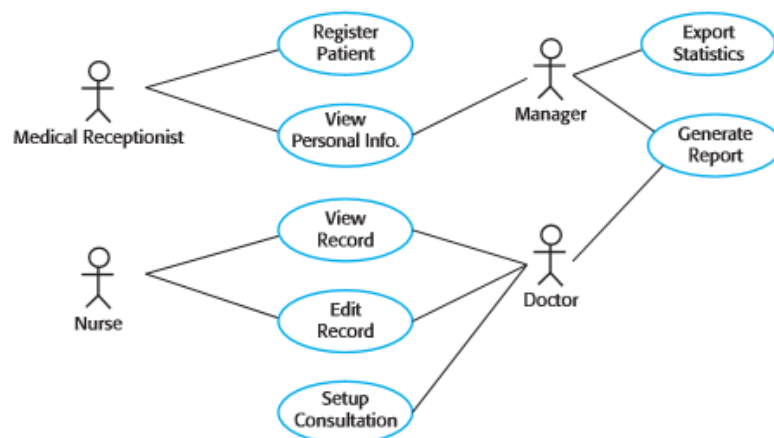 Register
Patient
Export
Statistics
Medical Receptionist
View
Personal Info.
Manager
Generate
Report
View
Record
Nurse
Edit
Record
Doctor
Setup
Consultation